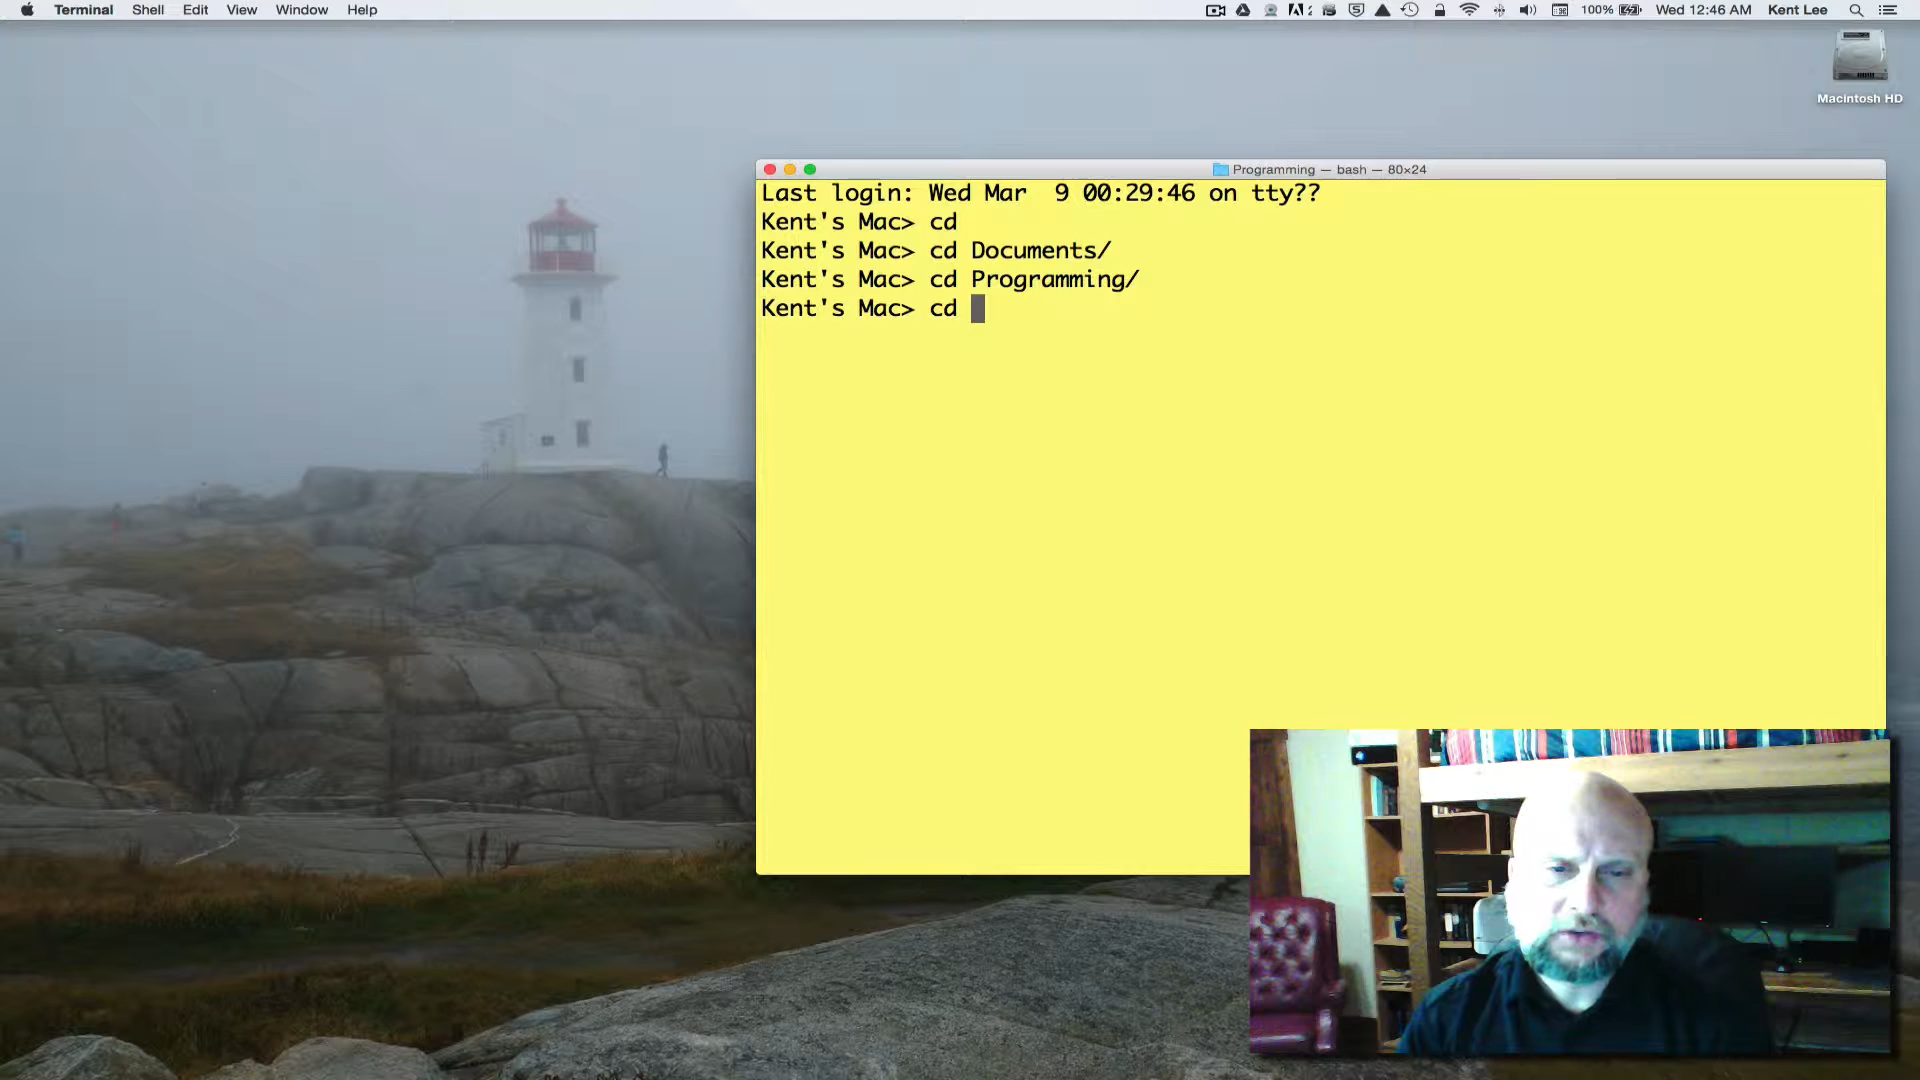 Terminal Shell Edit View Window Help 100% Wed 12:46 AM Kent Lee
Macintosh HD
Programming — bash — 80×24
Last login: Wed Mar  9 00:29:46 on tty??
Kent's Mac> cd
Kent's Mac> cd Documents/
Kent's Mac> cd Programming/
Kent's Mac> cd